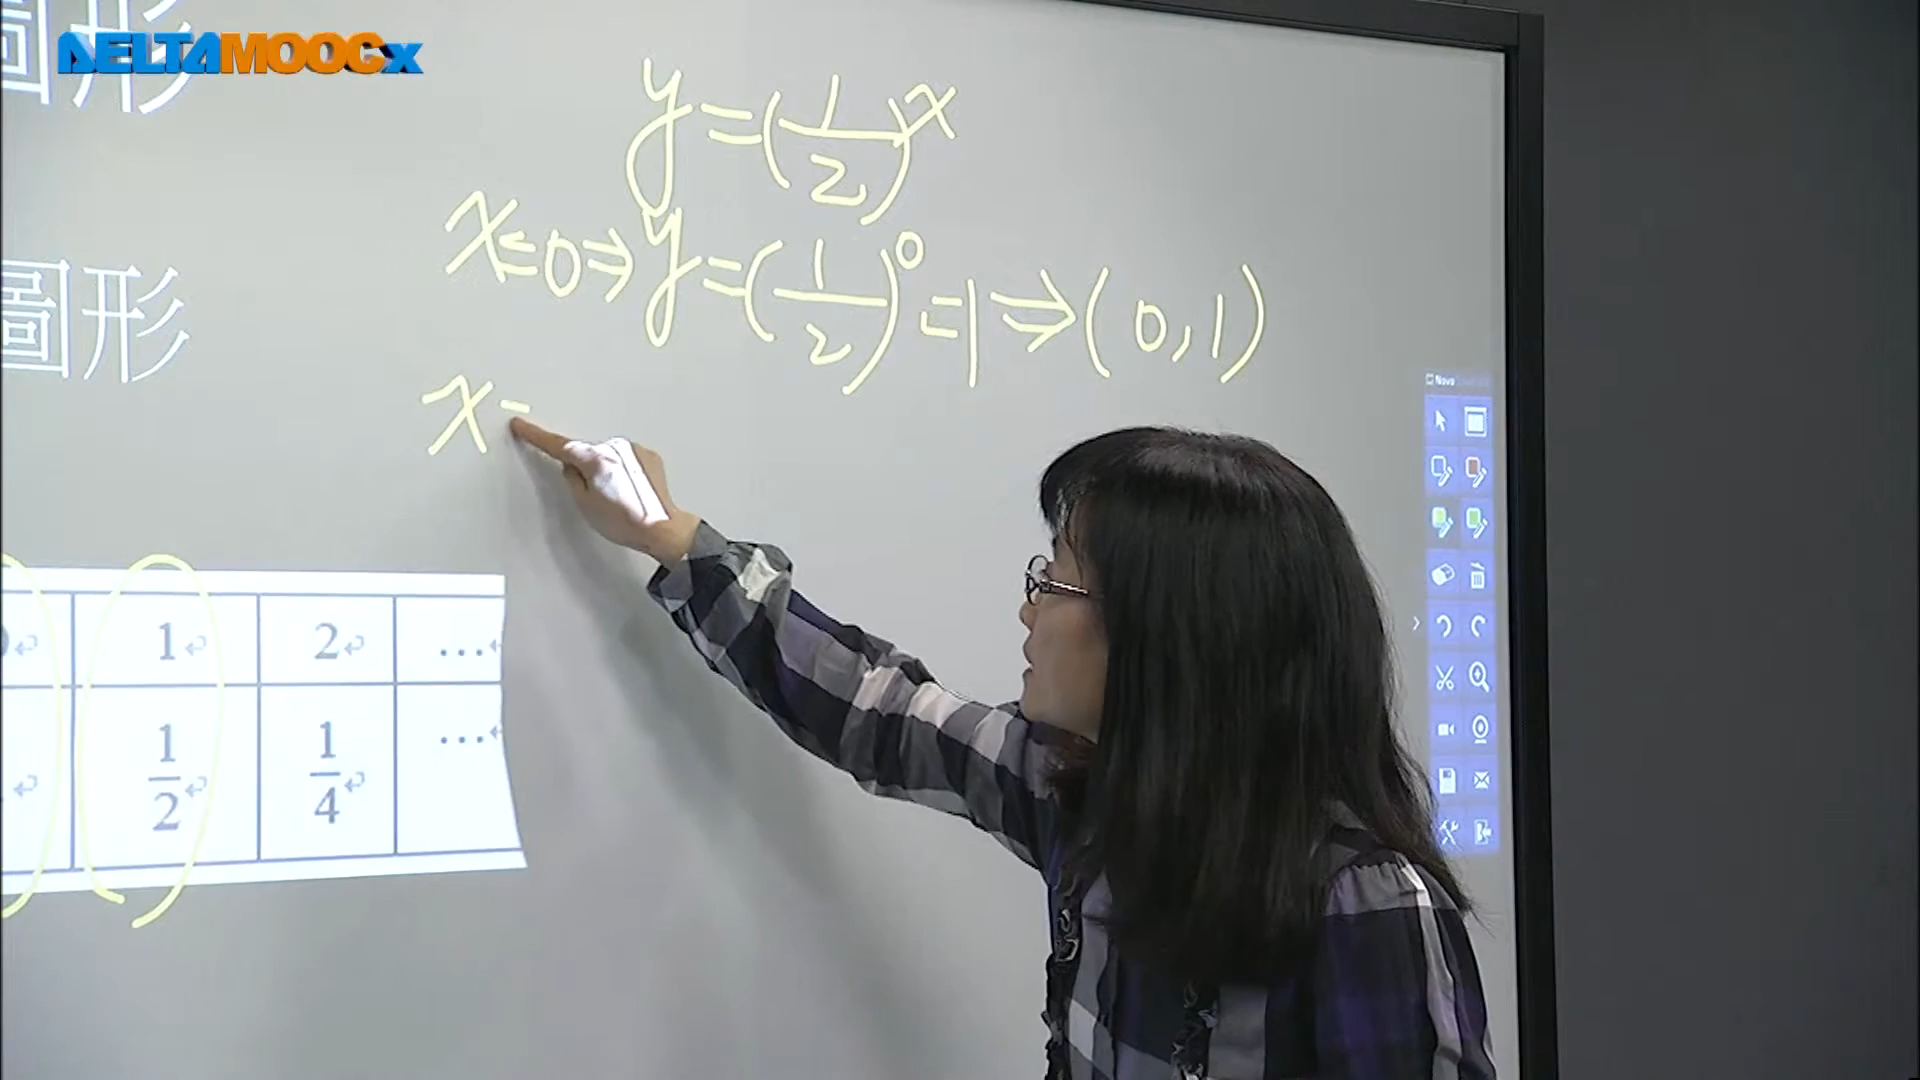 DELTAMOOCx
圖形
y=(1/2)^x
x=0⇒y=(1/2)^0=1⇒(0,1)
圖形
x-
1 2 ...
1/2 1/4 ...